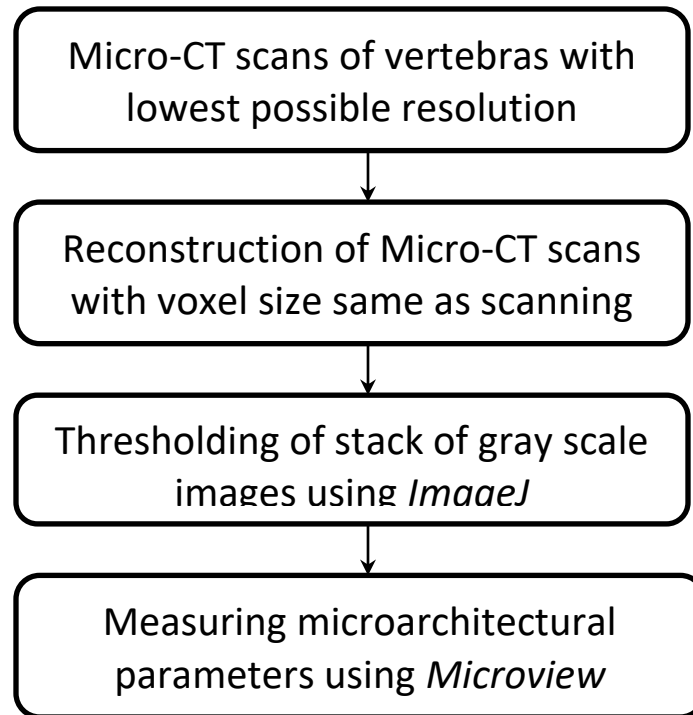 Micro-CT scans of vertebras with
lowest possible resolution
Reconstruction of Micro-CT scans
with voxel size same as scanning
Thresholding of stack of gray scale
images using ImageJ
Measuring microarchitectural
parameters using Microview